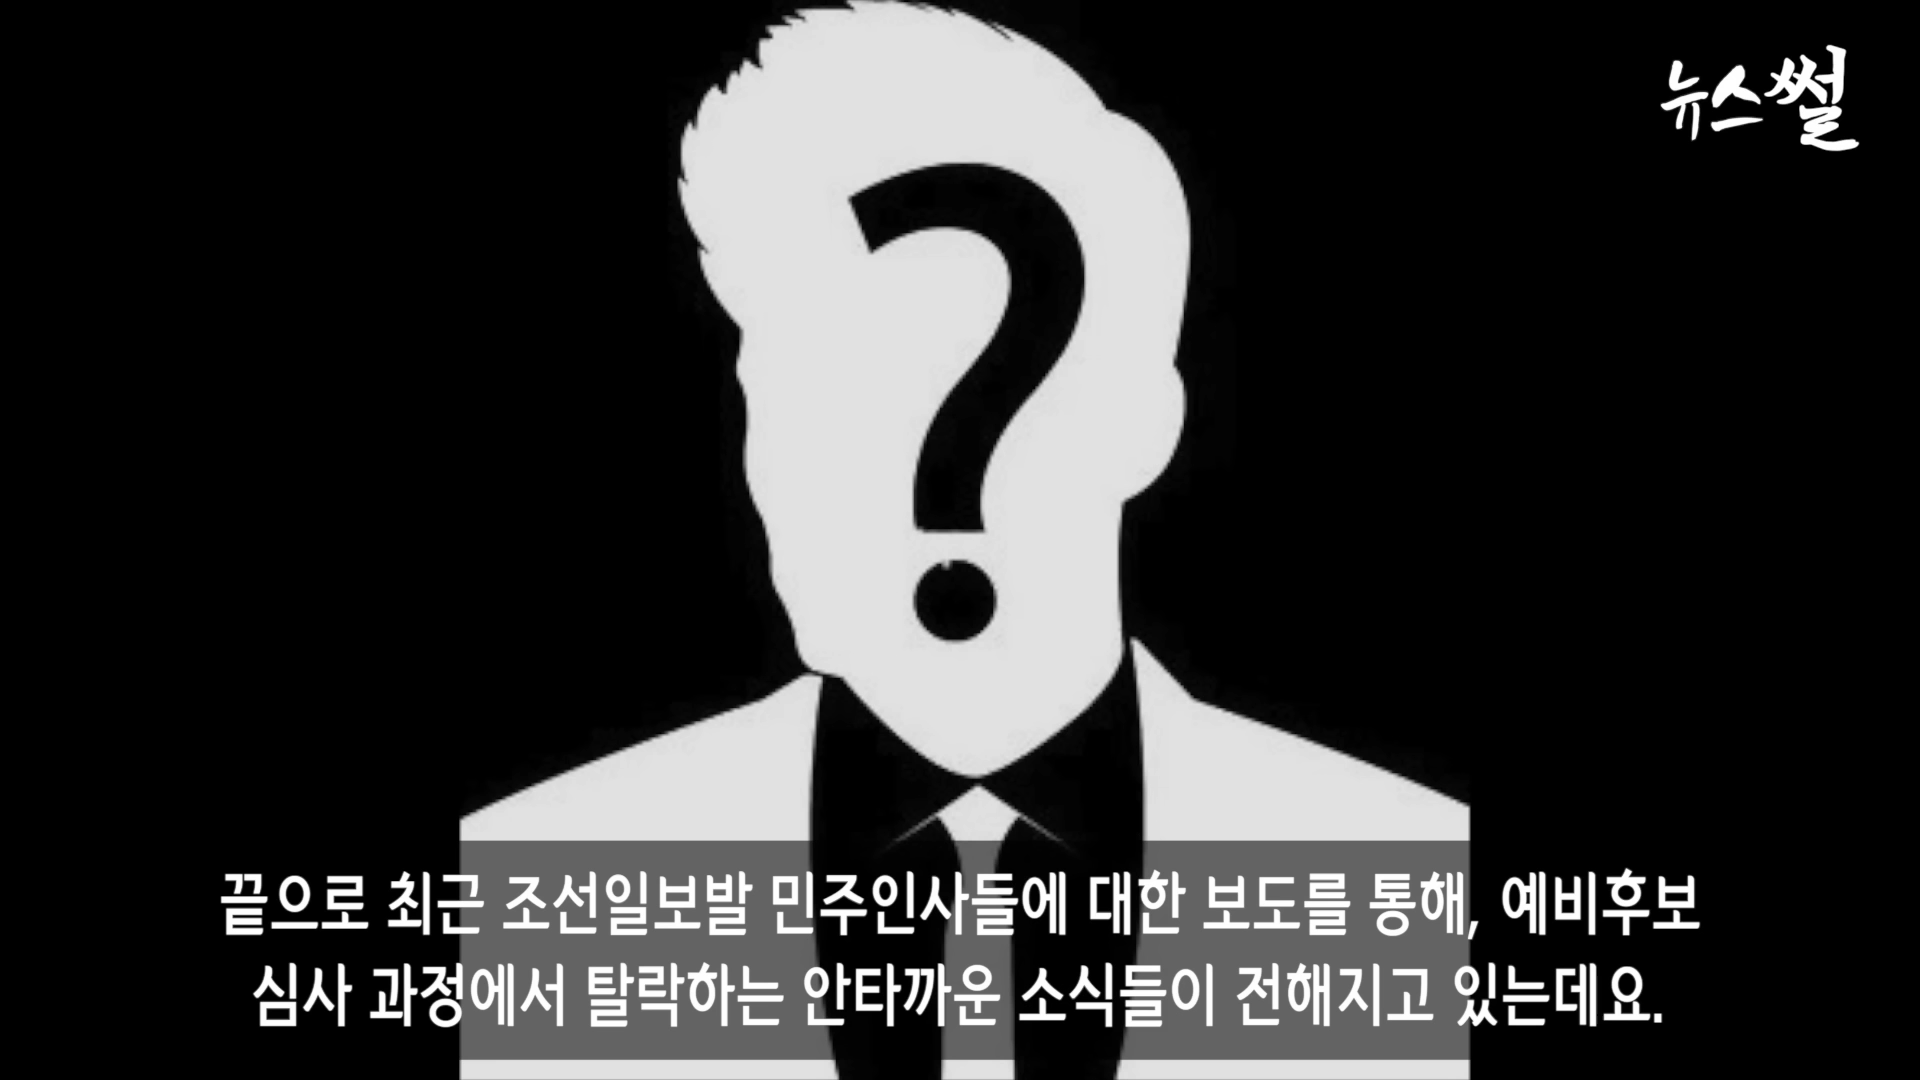 뉴스썰
끝으로 최근 조선일보발 민주인사들에 대한 보도를 통해, 예비후보
심사 과정에서 탈락하는 안타까운 소식들이 전해지고 있는데요.